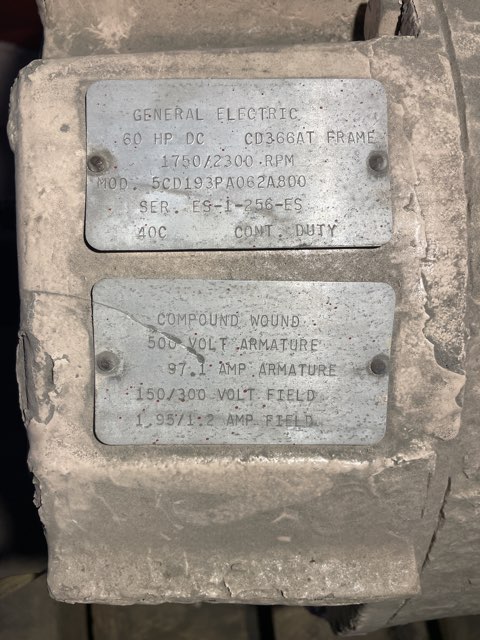 GENERAL ELECTRIC
60 HP DC CD366AT FRAME
1750/2300 RPM
MOD. 5CD193PA062A800
SER. ES-1-256-ES
40C CONT. DUTY
COMPOUND WOUND
500 VOLT ARMATURE
97.1 AMP ARMATURE
150/300 VOLT FIELD
1.95/1.2 AMP FIELD